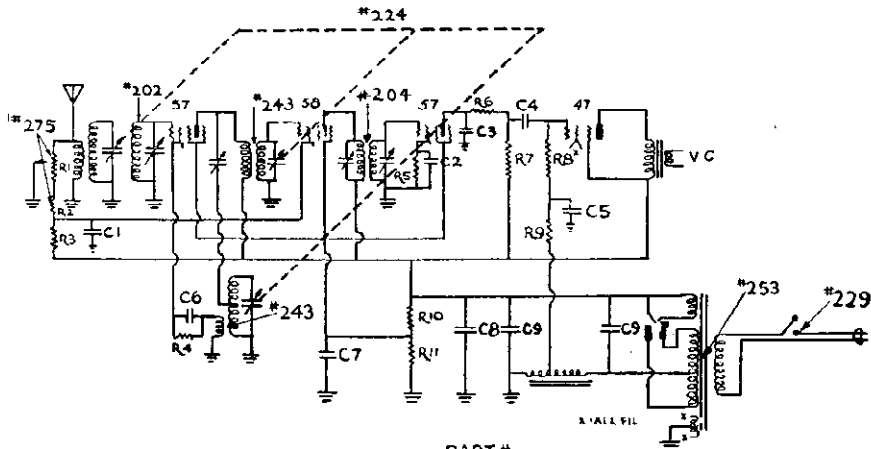 #224
#202
57
#243
58
#204
57
R6
C4
47
#275
C3
R1
R5
C2
R7
R8
VC
R2
C1
C5
R3
R9
C6
#243
#253
#229
R4
R10
C8
C9
C9
C7
R11
FIL
PART#